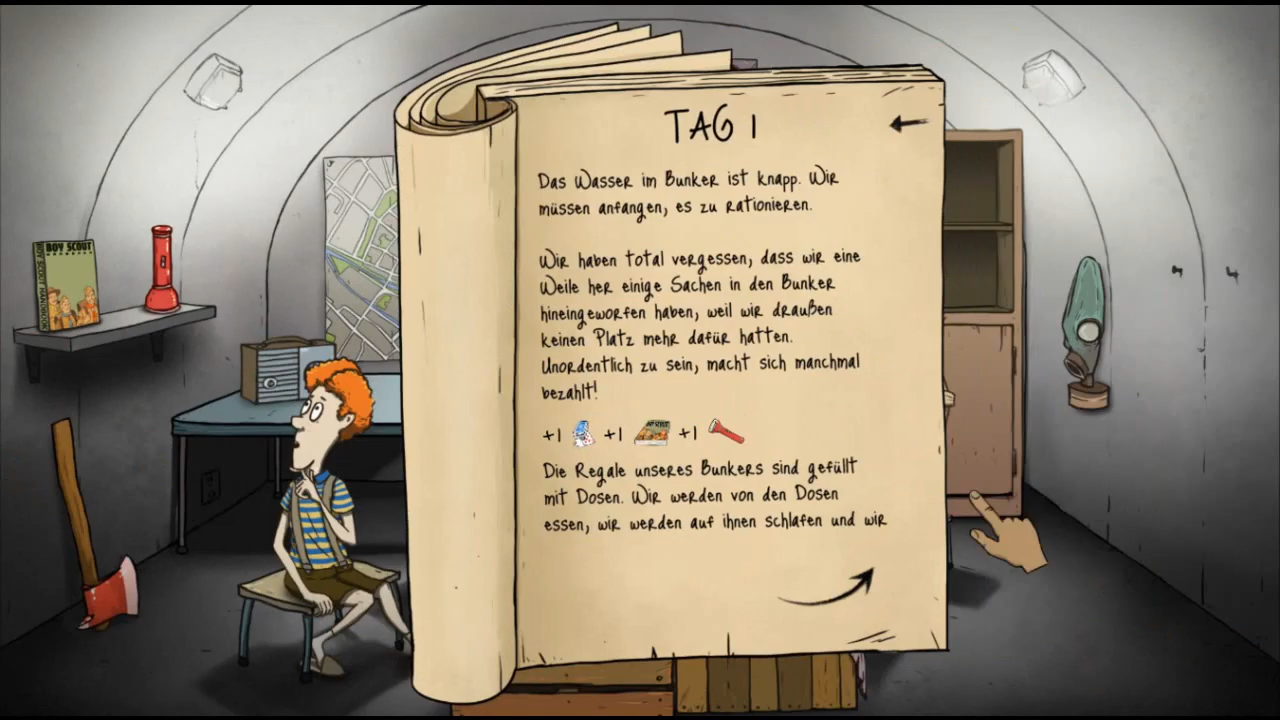 TAG 1
Das Wasser im Bunker ist knapp. Wir
müssen anfangen, es zu rationieren.
Wir haben total vergessen, dass wir eine
Weile her einige Sachen in den Bunker
hineingeworfen haben, weil wir draußen
keinen Platz mehr dafür hatten.
Unordentlich zu sein, macht sich manchmal
bezahlt!
+1 +1 +1
Die Regale unseres Bunkers sind gefüllt
mit Dosen. Wir werden von den Dosen
essen, wir werden auf ihnen schlafen und wir
BOY SCOUT
BOY SCOUT HANDBOOK